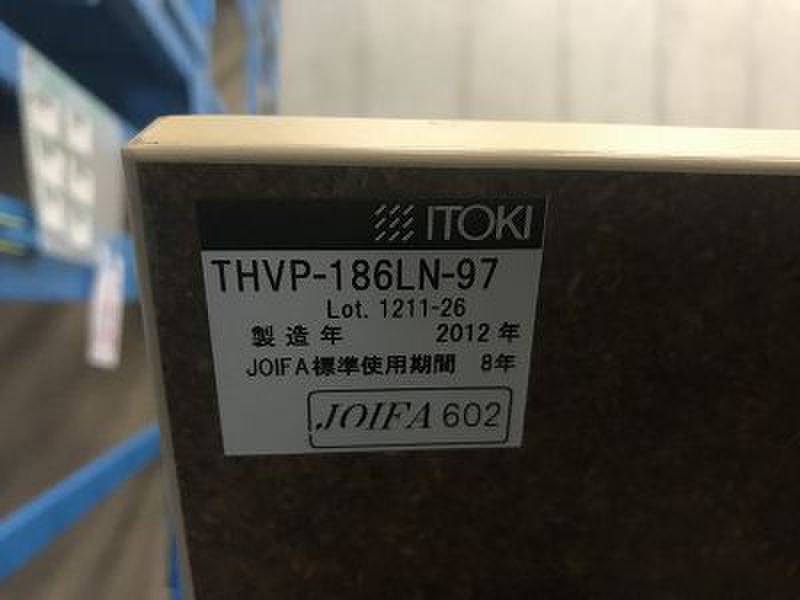 ITOKI
THVP-186LN-97
Lot. 1211-26
製造年 2012年
JOIFA標準使用期間 8年
JOIFA 602